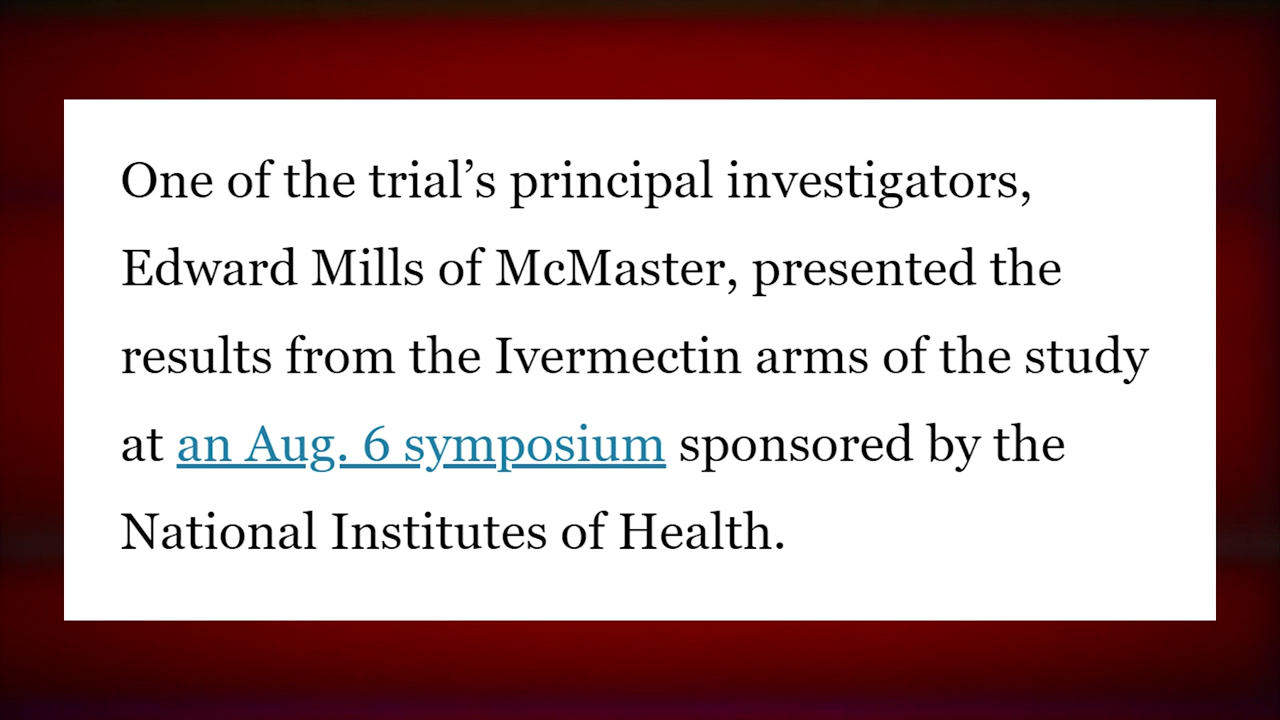 One of the trial’s principal investigators,
Edward Mills of McMaster, presented the
results from the Ivermectin arms of the study
at an Aug. 6 symposium sponsored by the
National Institutes of Health.